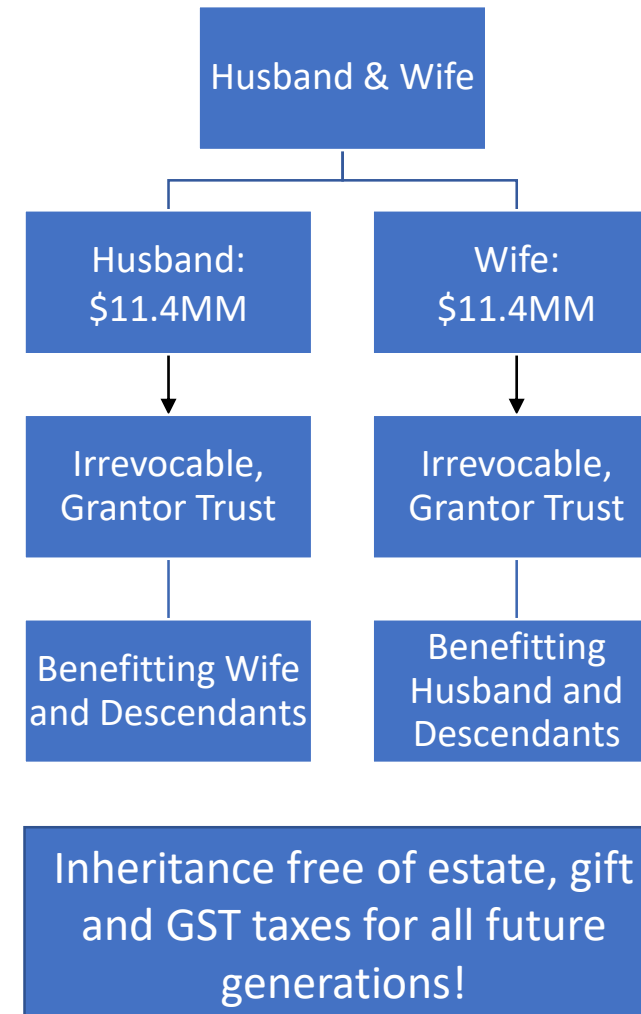 Husband & Wife
Husband:
$11.4MM
Wife:
$11.4MM
Irrevocable,
Grantor Trust
Irrevocable,
Grantor Trust
Benefitting Wife
and Descendants
Benefitting
Husband and
Descendants
Inheritance free of estate, gift
and GST taxes for all future
generations!